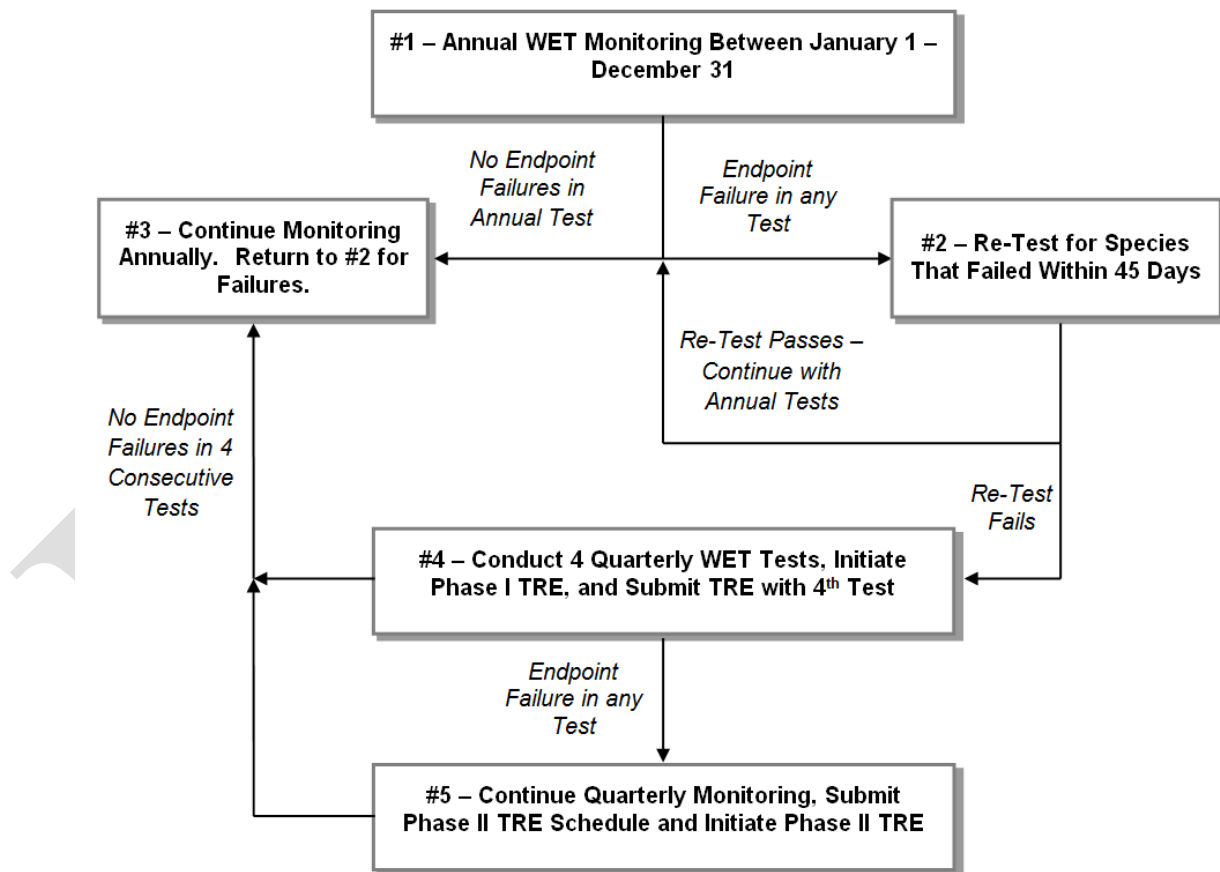 #1 – Annual WET Monitoring Between January 1 –
December 31
No Endpoint
Failures in
Annual Test
Endpoint
Failure in any
Test
#3 – Continue Monitoring
Annually.  Return to #2 for
Failures.
#2 – Re-Test for Species
That Failed Within 45 Days
Re-Test Passes –
Continue with
Annual Tests
No Endpoint
Failures in 4
Consecutive
Tests
Re-Test
Fails
#4 – Conduct 4 Quarterly WET Tests, Initiate
Phase I TRE, and Submit TRE with 4th Test
Endpoint
Failure in any
Test
#5 – Continue Quarterly Monitoring, Submit
Phase II TRE Schedule and Initiate Phase II TRE